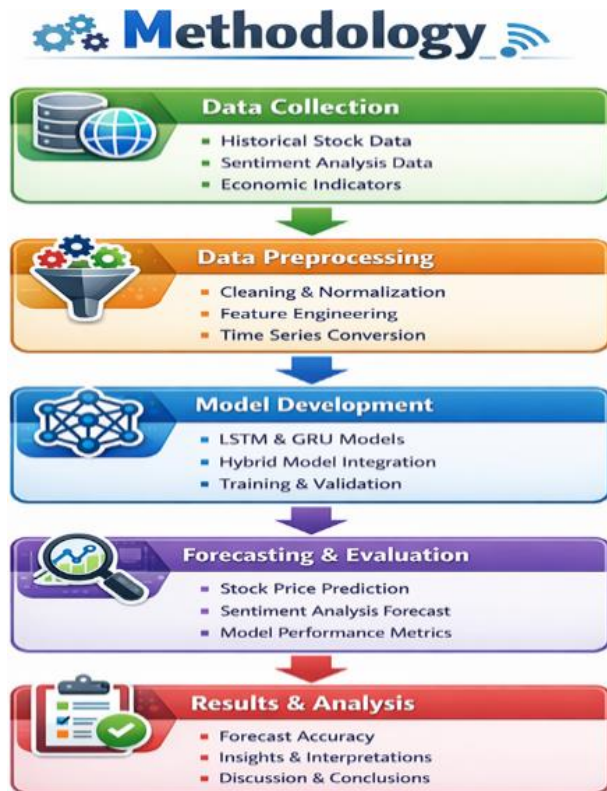 Methodology
Data Collection
▪ Historical Stock Data
▪ Sentiment Analysis Data
▪ Economic Indicators
Data Preprocessing
▪ Cleaning & Normalization
▪ Feature Engineering
▪ Time Series Conversion
Model Development
▪ LSTM & GRU Models
▪ Hybrid Model Integration
▪ Training & Validation
Forecasting & Evaluation
▪ Stock Price Prediction
▪ Sentiment Analysis Forecast
▪ Model Performance Metrics
Results & Analysis
▪ Forecast Accuracy
▪ Insights & Interpretations
▪ Discussion & Conclusions